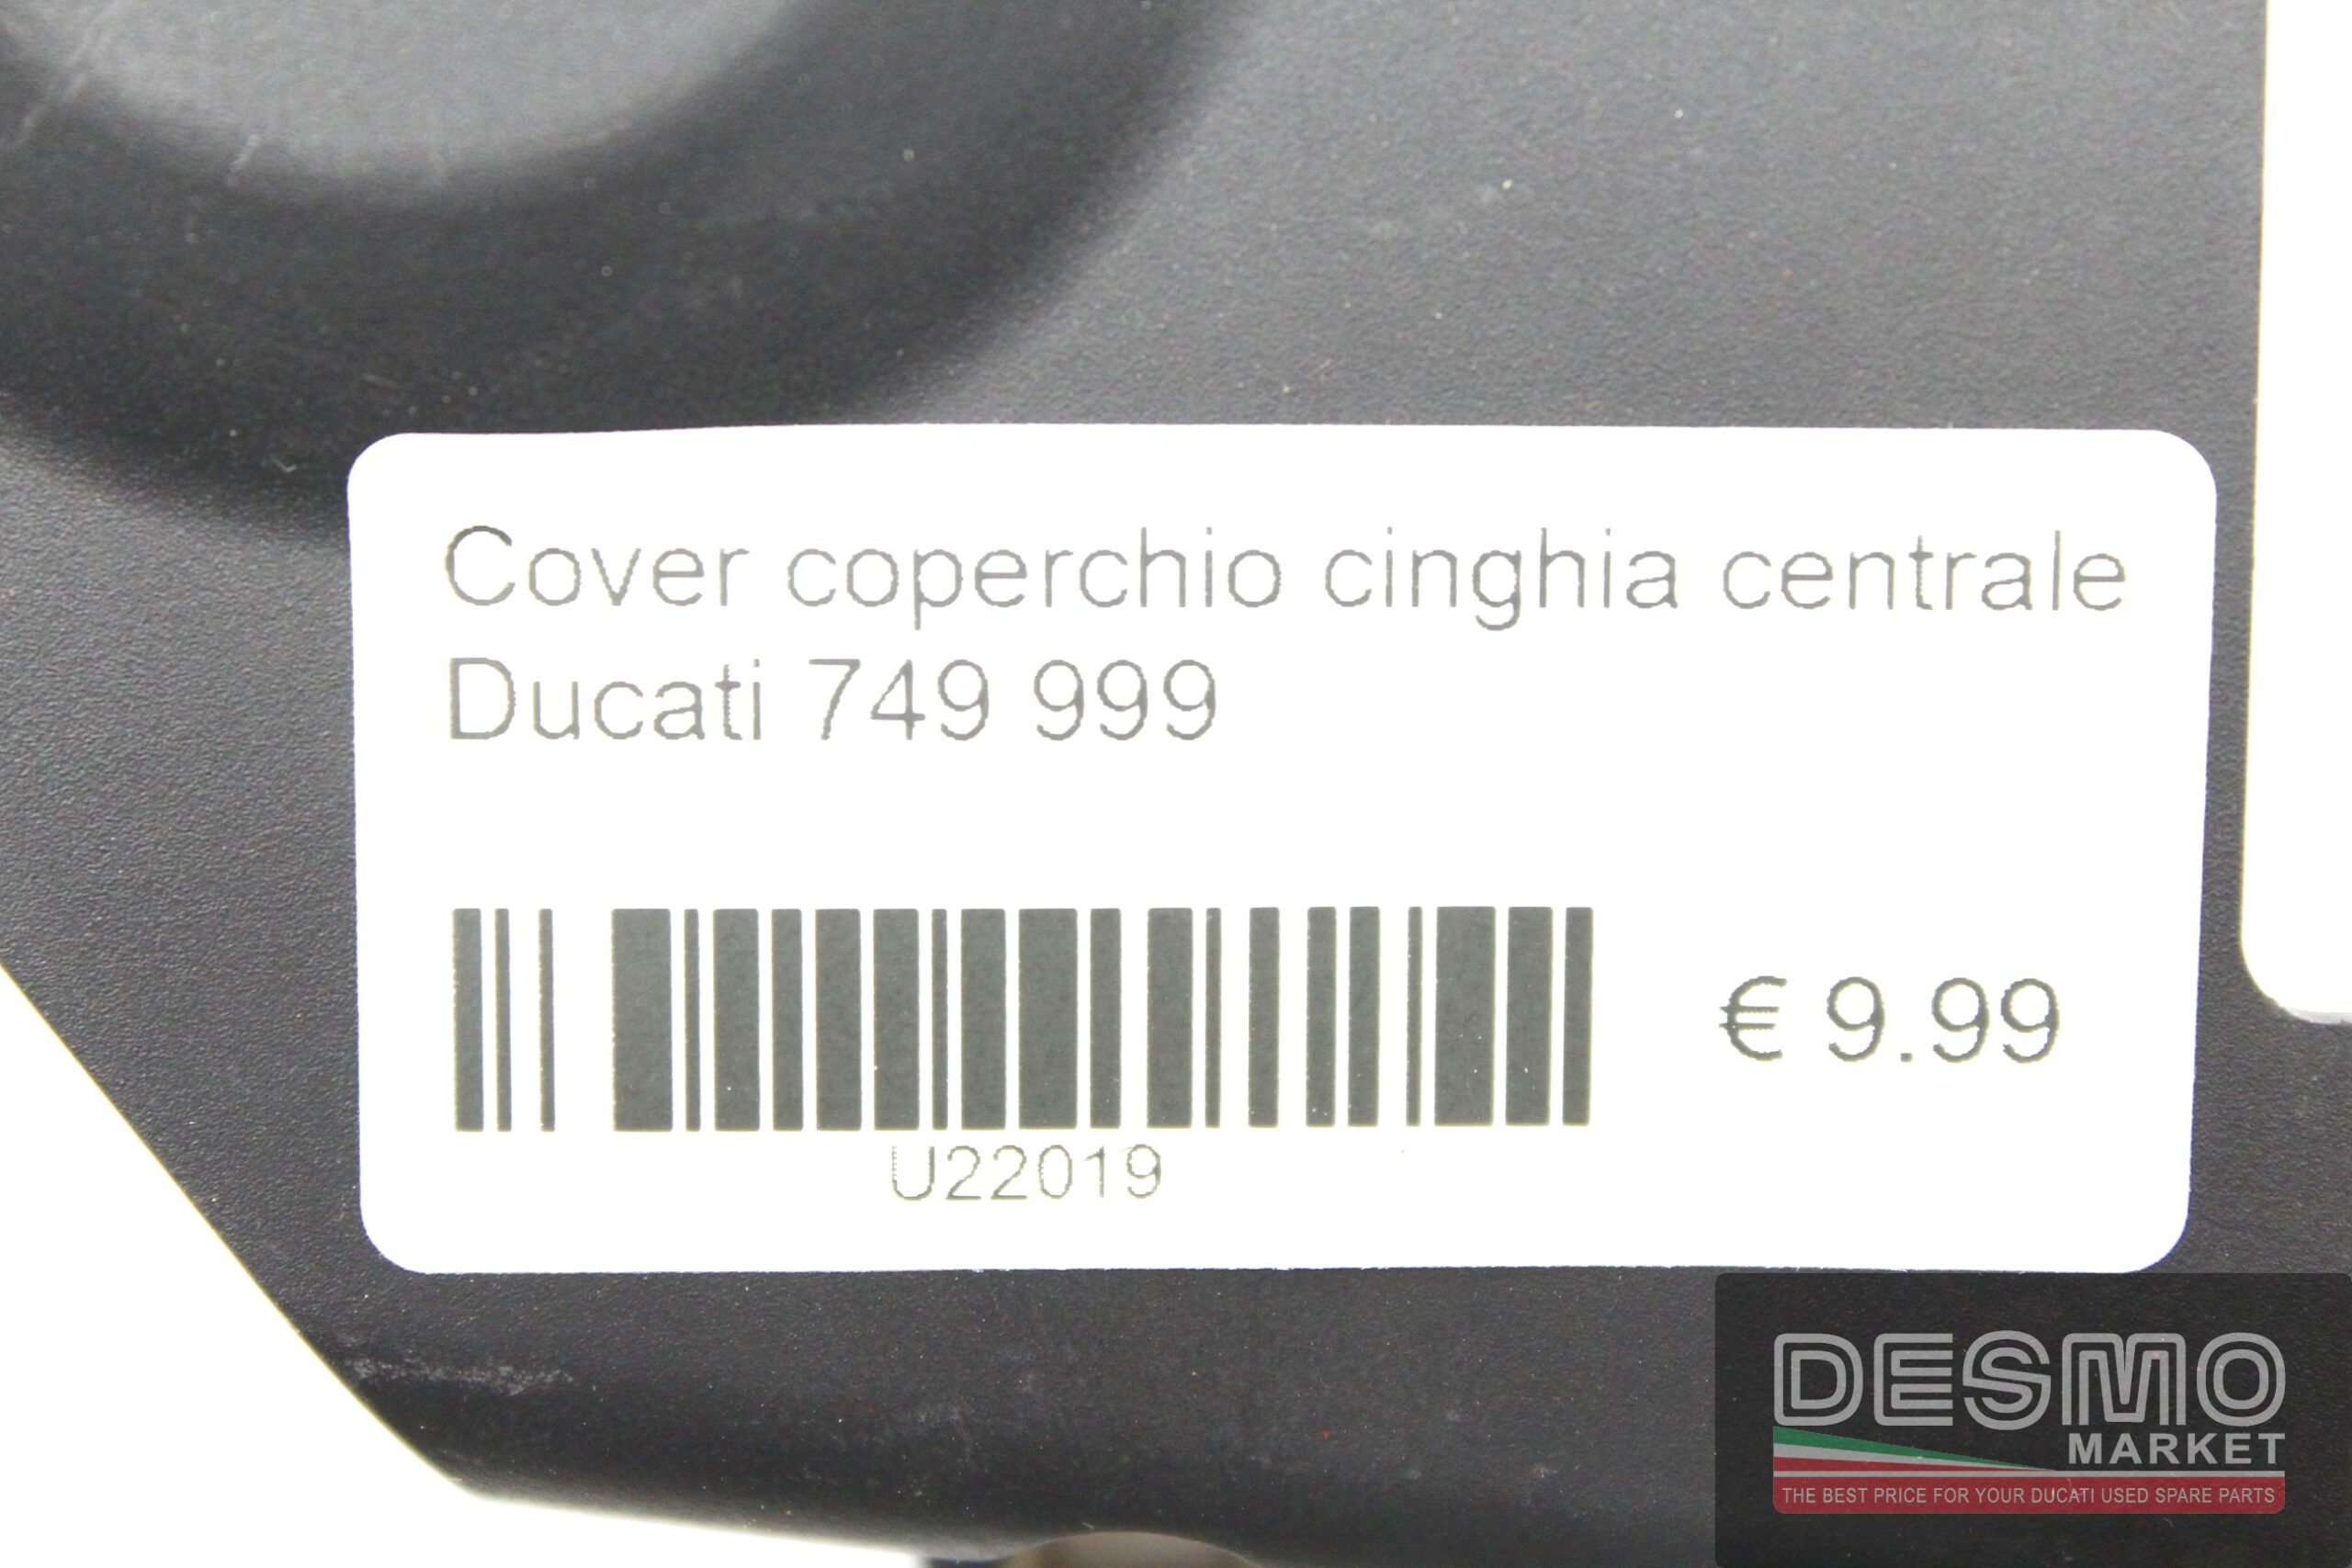 Cover coperchio cinghia centrale
Ducati 749 999
€ 9.99
U22019
DESMO
MARKET
THE BEST PRICE FOR YOUR DUCATI USED SPARE PARTS